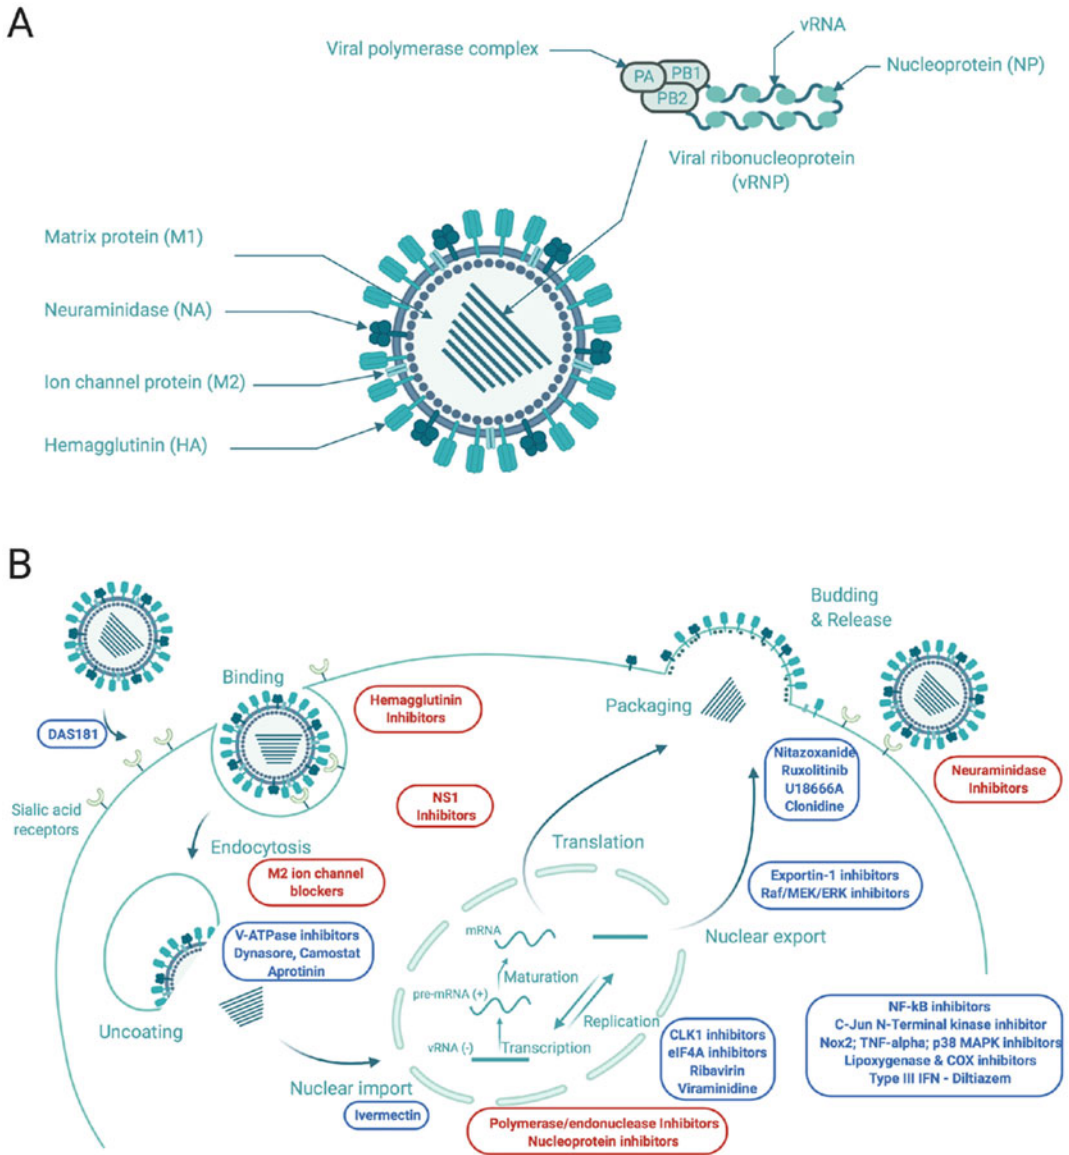 A
vRNA
Viral polymerase complex
Nucleoprotein (NP)
PA
PB1
PB2
Viral ribonucleoprotein
(vRNP)
Matrix protein (M1)
Neuraminidase (NA)
Ion channel protein (M2)
Hemagglutinin (HA)
B
Budding
& Release
Binding
Hemagglutinin
Inhibitors
Packaging
DAS181
Nitazoxanide
Ruxolitinib
U18666A
Clonidine
Neuraminidase
Inhibitors
Sialic acid
receptors
NS1
Inhibitors
Endocytosis
Translation
M2 ion channel
blockers
Exportin-1 inhibitors
Raf/MEK/ERK inhibitors
V-ATPase inhibitors
Dynasore, Camostat
Aprotinin
mRNA
Nuclear export
Maturation
pre-mRNA (+)
Uncoating
Replication
vRNA (-)
Transcription
CLK1 inhibitors
eIF4A inhibitors
Ribavirin
Viraminidine
NF-kB inhibitors
C-Jun N-Terminal kinase inhibitor
Nox2; TNF-alpha; p38 MAPK inhibitors
Lipoxygenase & COX inhibitors
Type III IFN - Diltiazem
Nuclear import
Ivermectin
Polymerase/endonuclease Inhibitors
Nucleoprotein inhibitors